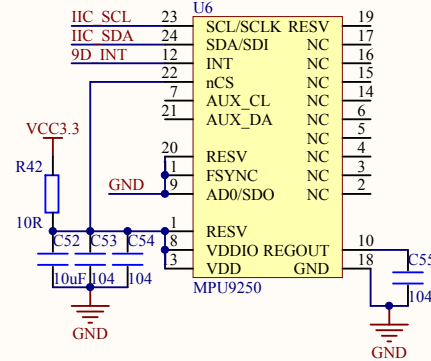 U6
IIC_SCL 23 SCL/SCLK RESV 19
IIC_SDA 24 SDA/SDI NC 17
9D_INT 12 INT NC 16
22 nCS NC 15
7 AUX_CL NC 14
21 AUX_DA NC 6
NC 5
VCC3.3 20 RESV NC 4
R42 11 FSYNC NC 3
GND 9 AD0/SDO NC 2
10R
1 RESV
C52 C53 C54 8 VDDIO REGOUT 10
13 VDD GND 18 C55
10uF 104 104 MPU9250 104
GND GND